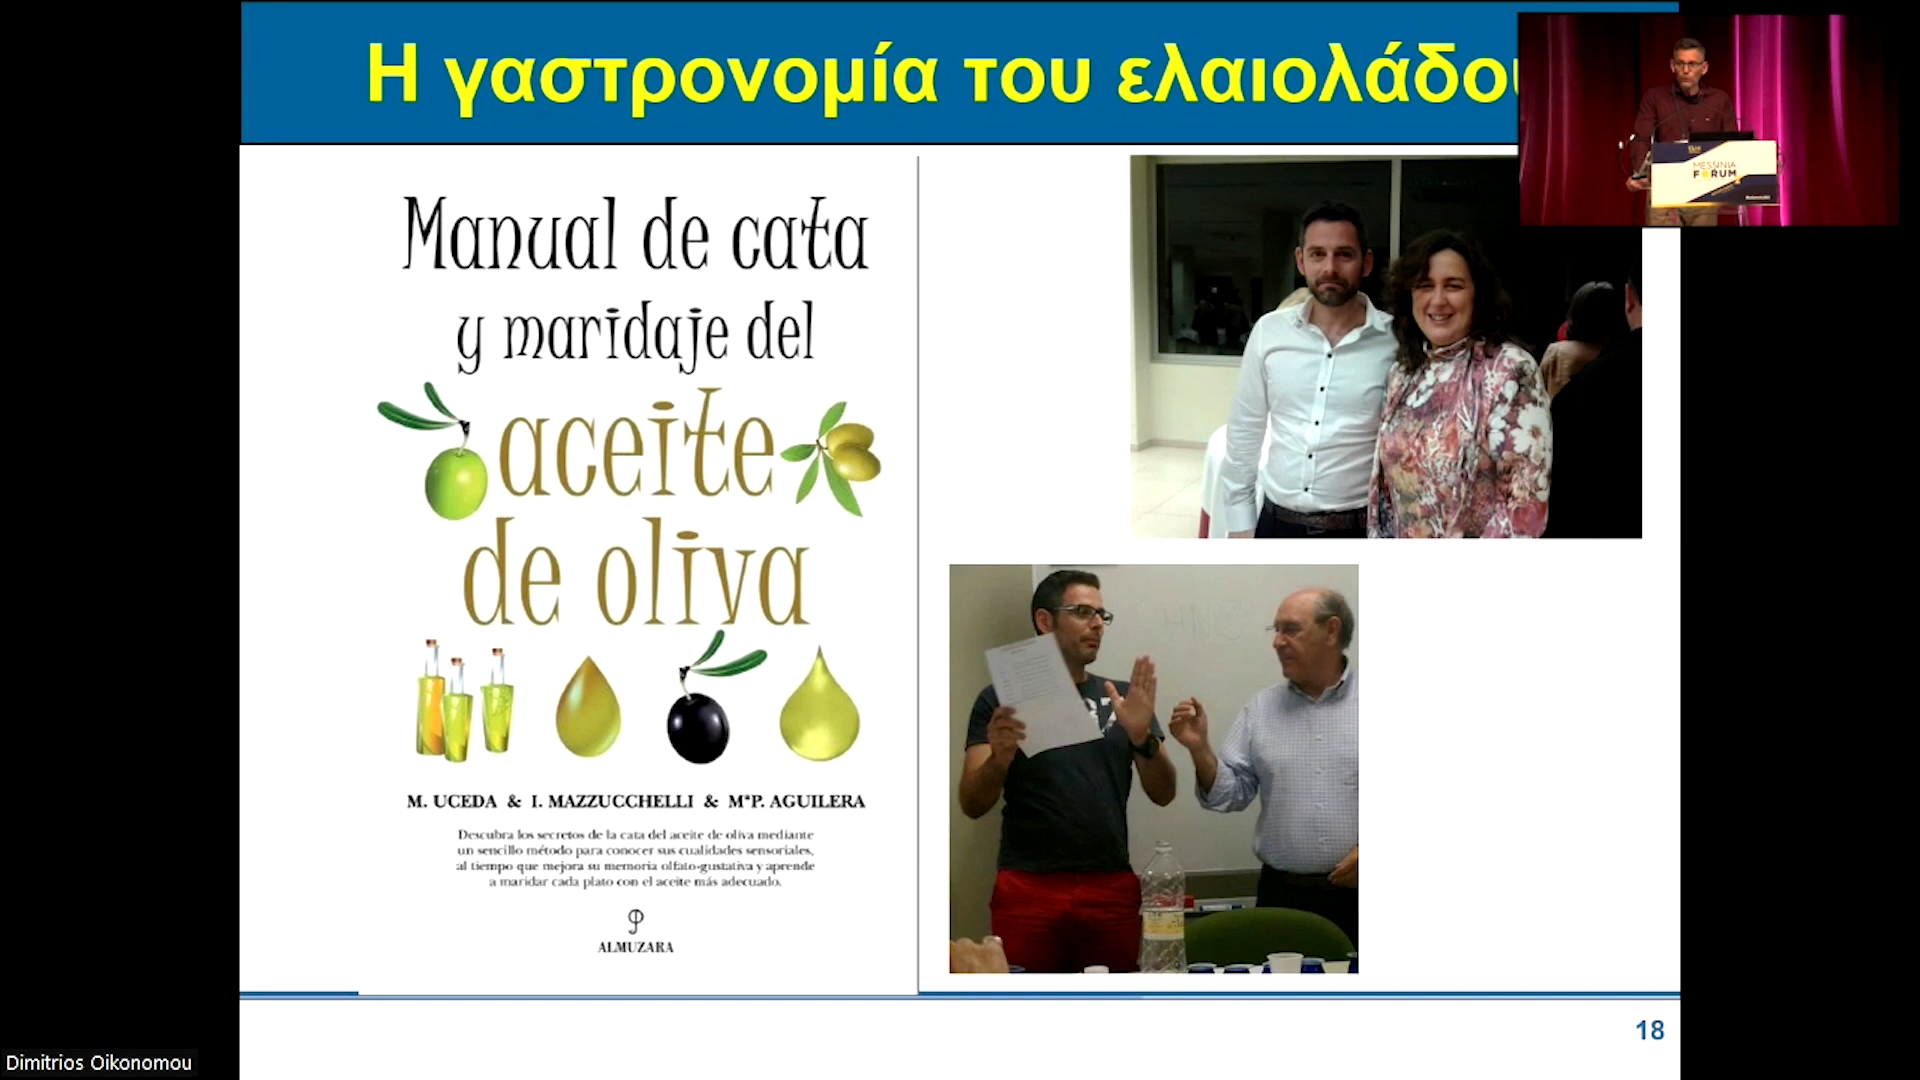 Η γαστρονομία του ελαιολάδου
MESSINIA
FORUM
Manual de cata
y maridaje del
aceite
de oliva
M. UCEDA & I. MAZZUCCHELLI & MªP. AGUILERA
Descubra los secretos de la cata del aceite de oliva mediante
un sencillo método para conocer sus cualidades sensoriales,
al tiempo que mejora su memoria olfato-gustativa y aprende
a maridar cada plato con el aceite más adecuado.
ALMUZARA
18
Dimitrios Oikonomou